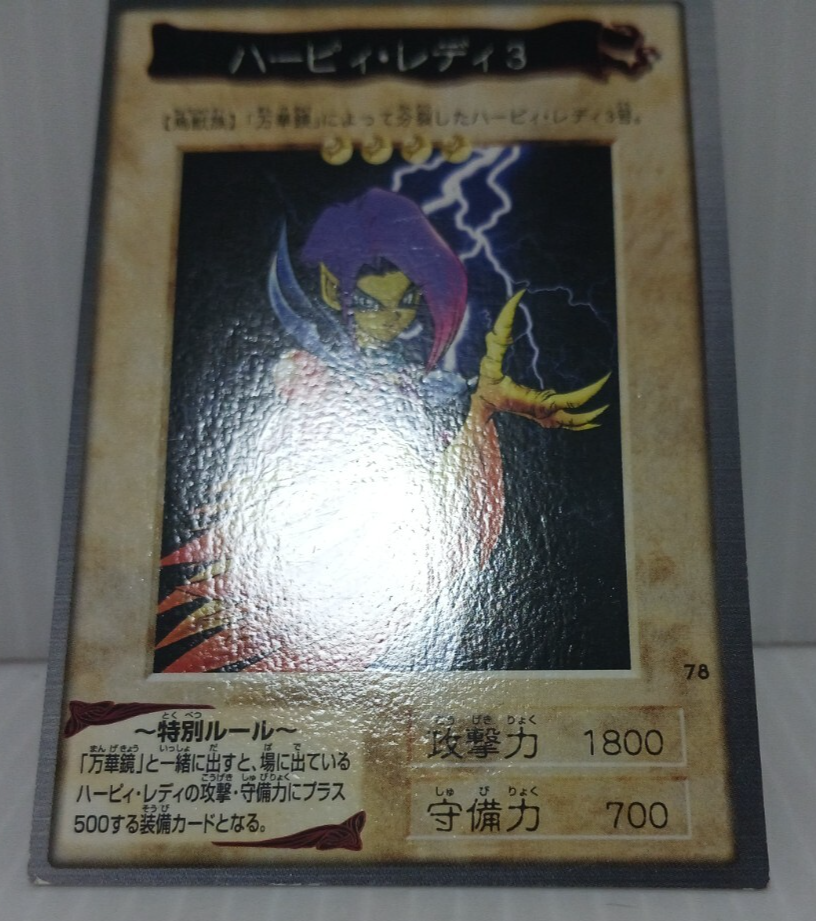 ハーピィ・レディ3
【鳥獣族】「万華鏡」によって分裂したハーピィ・レディ3号。
78
～特別ルール～
「万華鏡」と一緒に出すと、場に出ている
ハーピィ・レディの攻撃・守備力にプラス
500する装備カードとなる。
攻撃力 1800
守備力 700